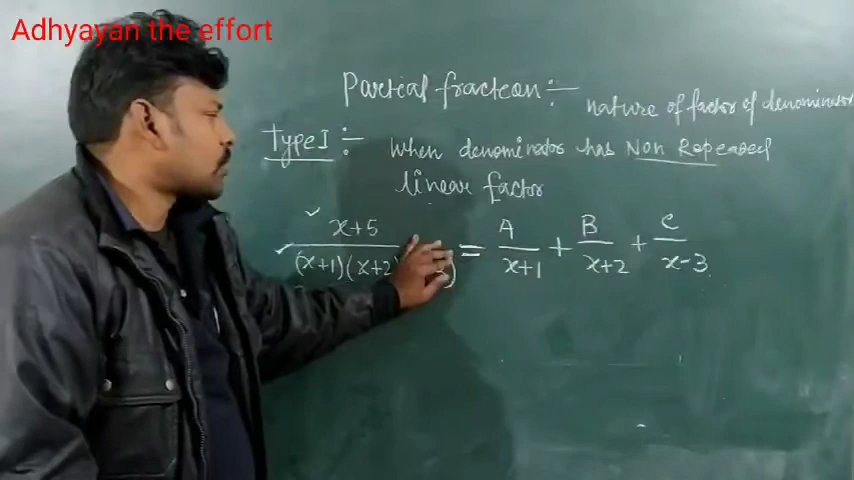 Adhyayan the effort
Partial fraction :-
nature of factor of denominator
Type I :- When denominator has Non Repeated
linear factor
x+5 / (x+1)(x+2) ) = A/x+1 + B/x+2 + C/x-3